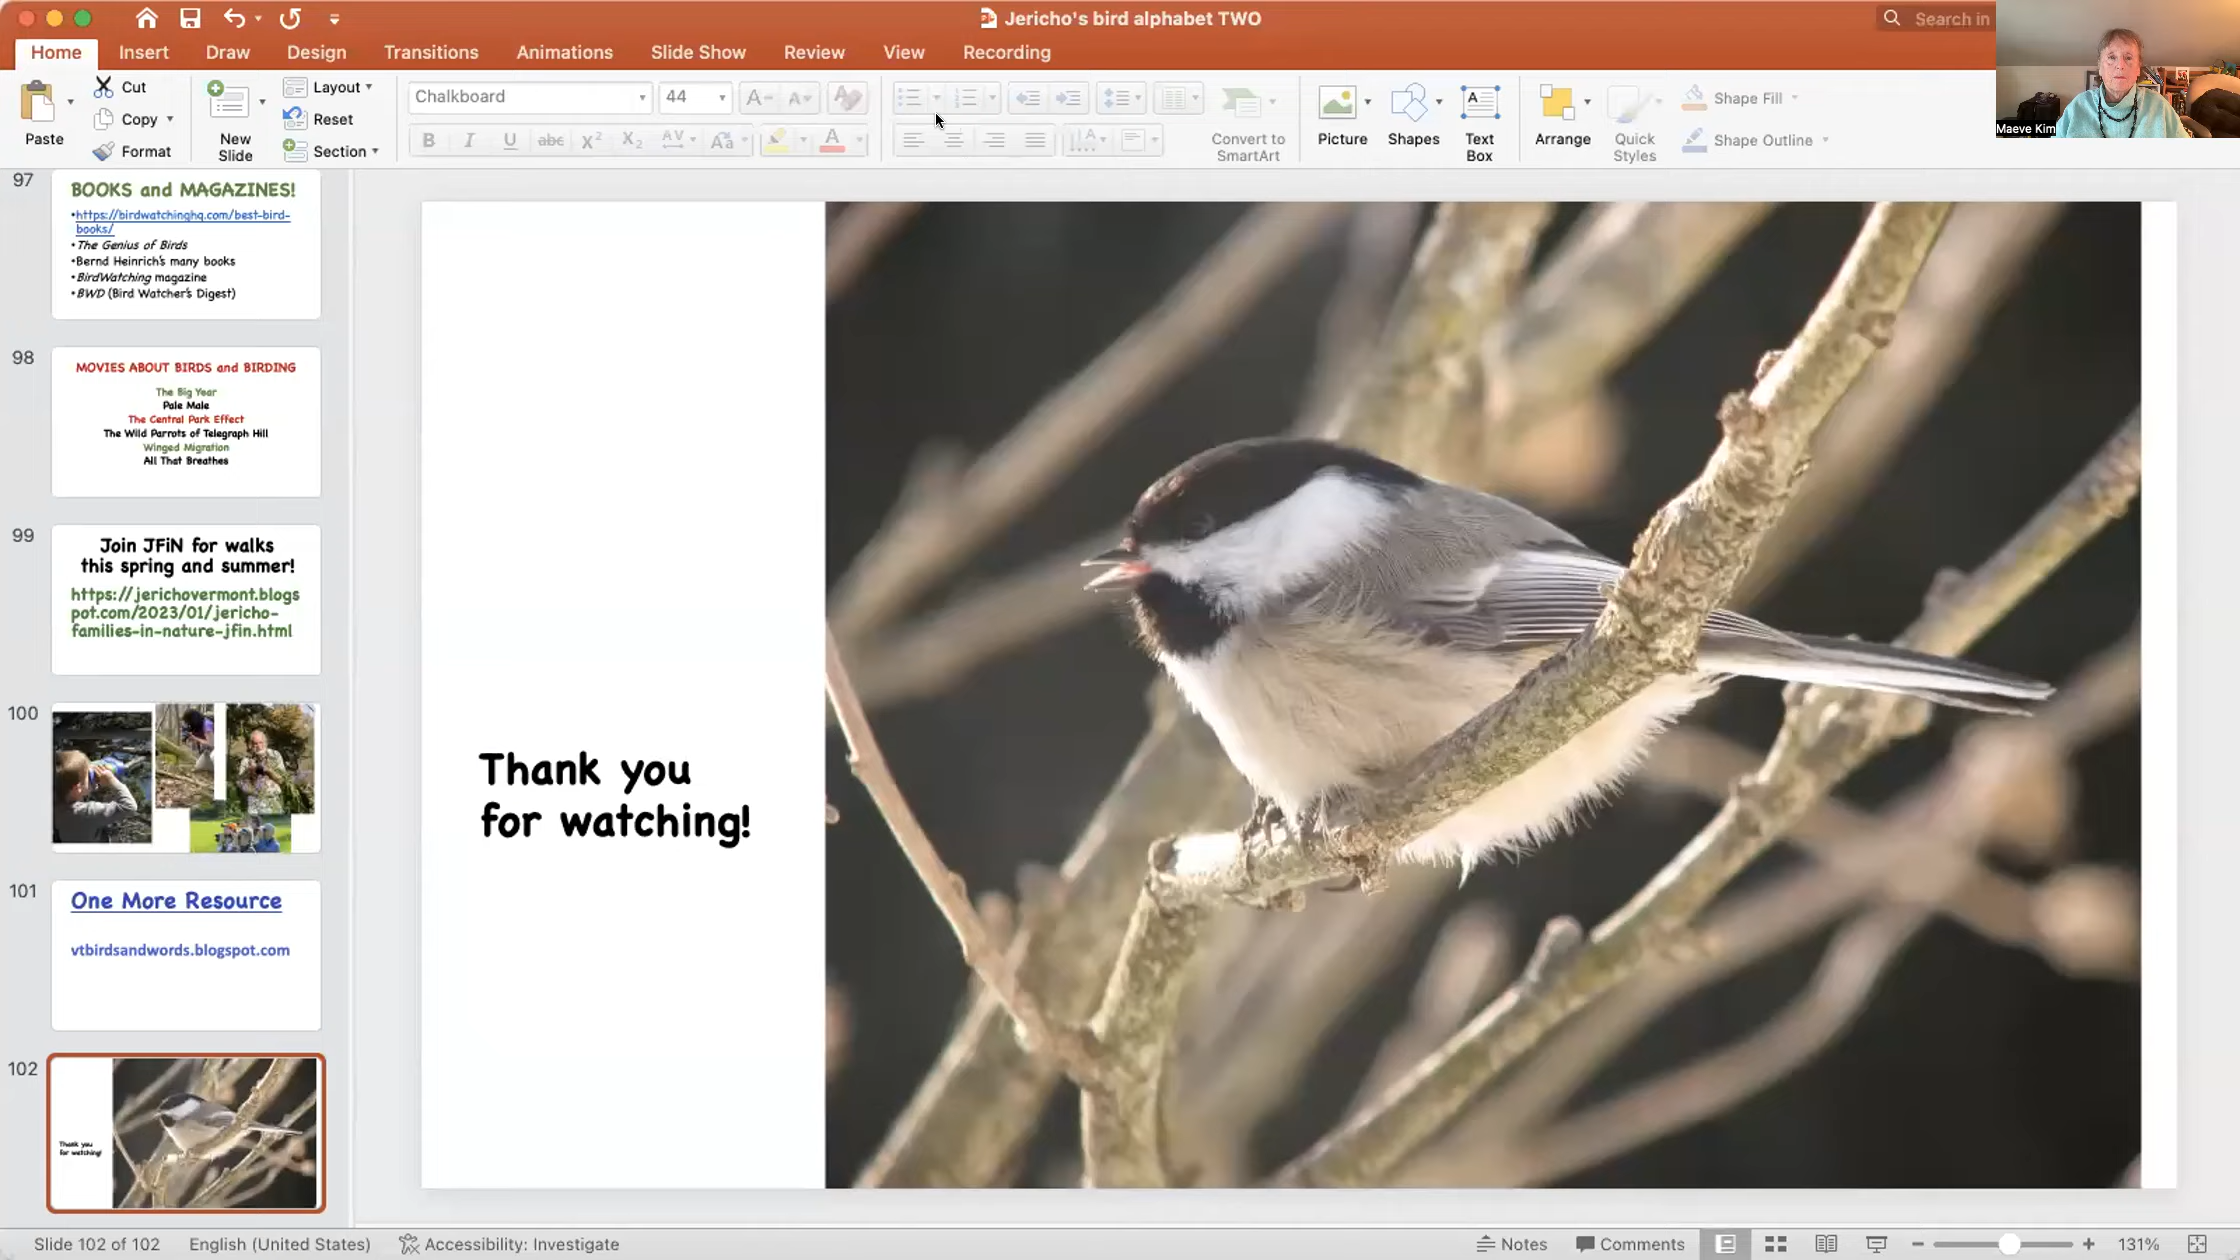 Jericho's bird alphabet TWO
Search in
Home Insert Draw Design Transitions Animations Slide Show Review View Recording
Paste
Cut
Copy
Format
New
Slide
Layout
Reset
Section
Chalkboard 44
Convert to
SmartArt
Picture
Shapes
Text
Box
Arrange
Quick
Styles
Shape Fill
Shape Outline
Maeve Kim
97
BOOKS and MAGAZINES!
•https://birdwatchinghq.com/best-bird-
books/
•The Genius of Birds
•Bernd Heinrich's many books
•BirdWatching magazine
•BWD (Bird Watcher's Digest)
98
MOVIES ABOUT BIRDS and BIRDING
The Big Year
Pale Male
The Central Park Effect
The Wild Parrots of Telegraph Hill
Winged Migration
All That Breathes
99
Join JFiN for walks
this spring and summer!
https://jerichovermont.blogs
pot.com/2023/01/jericho-
families-in-nature-jfin.html
100
101
One More Resource
vtbirdsandwords.blogspot.com
102
Thank you
for watching!
Thank you
for watching!
Slide 102 of 102 English (United States) Accessibility: Investigate Notes Comments 131%